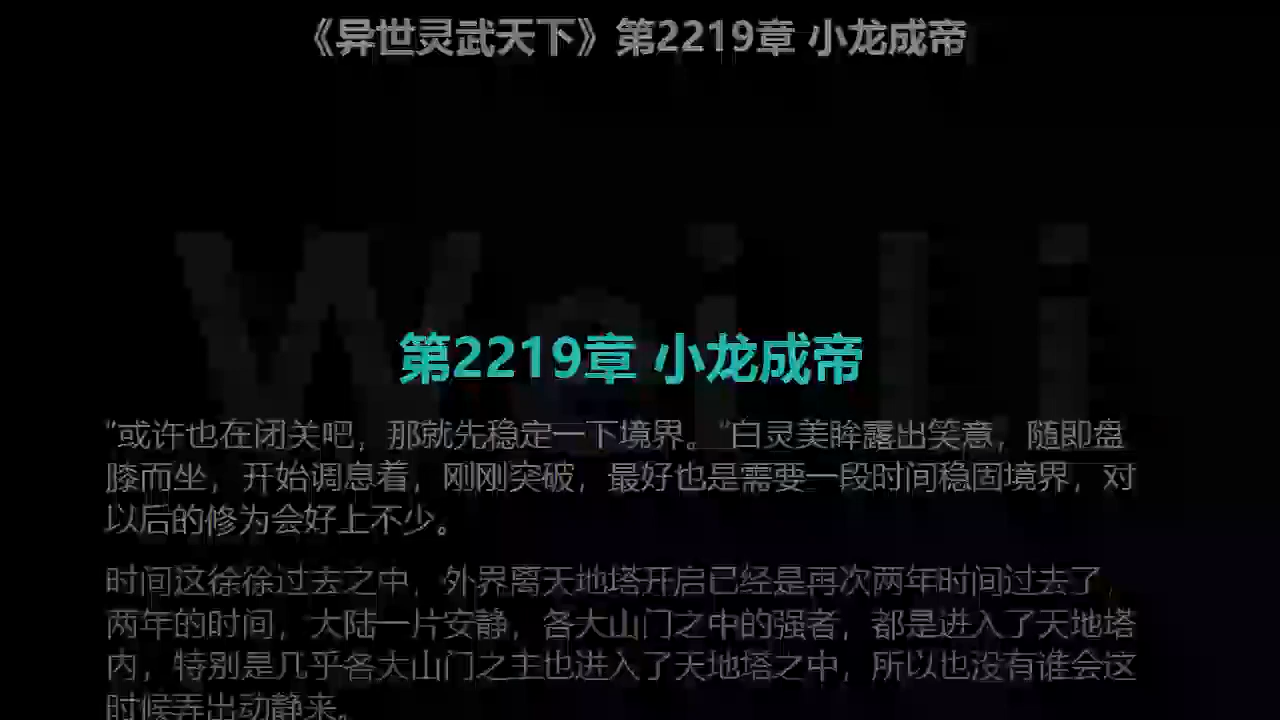 《异世灵武天下》第2219章 小龙成帝
Wei Li
第2219章 小龙成帝
“或许也在闭关吧，那就先稳定一下境界。”白灵美眸露出笑意，随即盘
膝而坐，开始调息着，刚刚突破，最好也是需要一段时间稳固境界，对
以后的修为会好上不少。
时间这徐徐过去之中，外界离天地塔开启已经是再次两年时间过去了，
两年的时间，大陆一片安静，各大山门之中的强者，都是进入了天地塔
内，特别是几乎各大山门之主也进入了天地塔之中，所以也没有谁会这
时候弄出动静来。